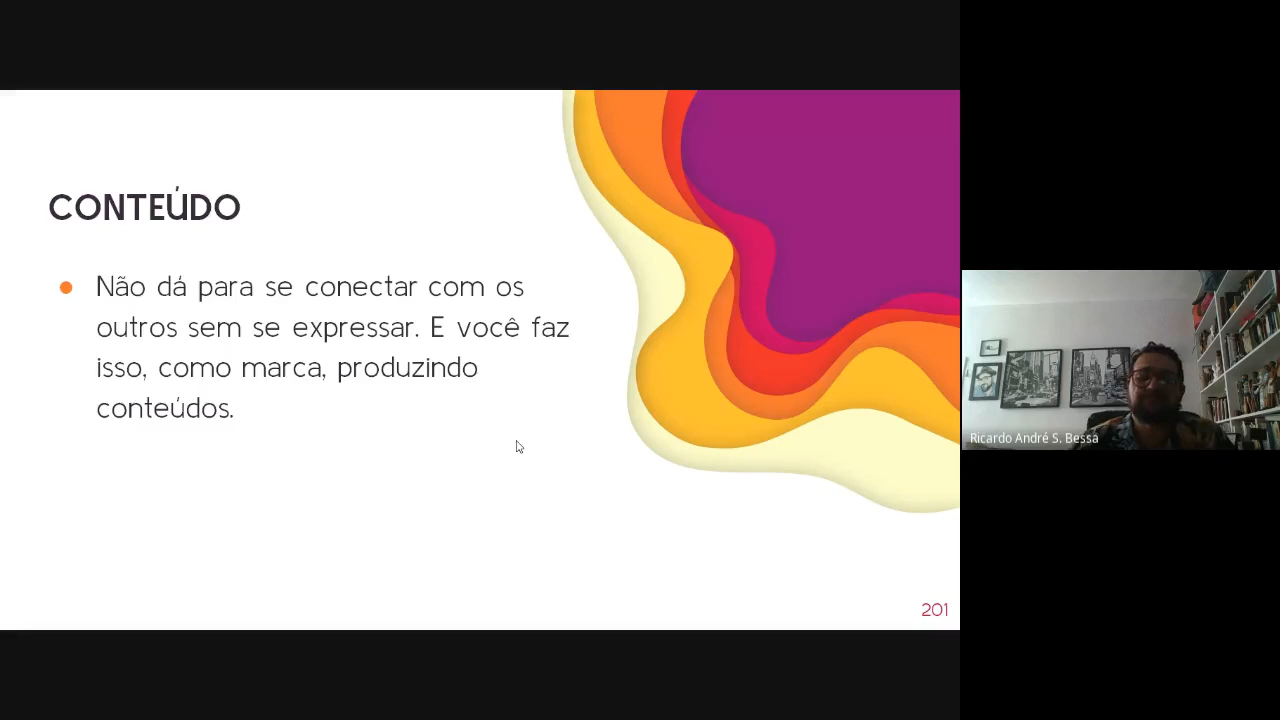 CONTEÚDO
Não dá para se conectar com os
outros sem se expressar. E você faz
isso, como marca, produzindo
conteúdos.
Ricardo André S. Bessa
201